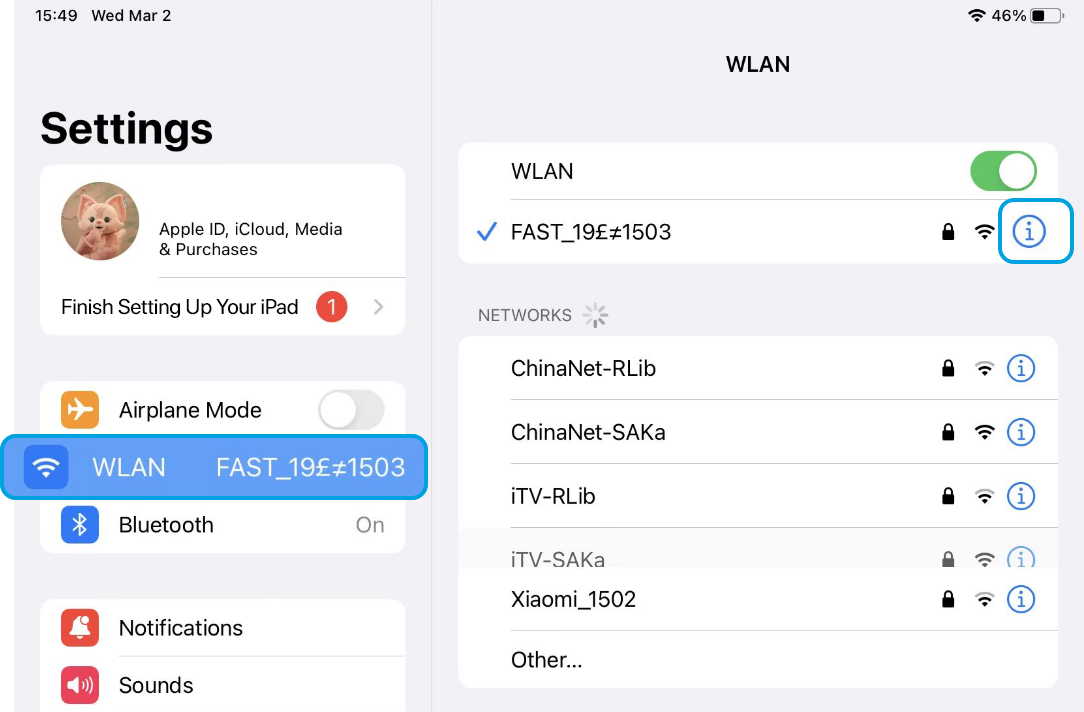 15:49 Wed Mar 2
46%
Settings
Apple ID, iCloud, Media
& Purchases
Finish Setting Up Your iPad 1
Airplane Mode
WLAN FAST_19£≠1503
Bluetooth On
Notifications
Sounds
WLAN
WLAN
FAST_19£≠1503
NETWORKS
ChinaNet-RLib
ChinaNet-SAKa
iTV-RLib
iTV-SAKa
Xiaomi_1502
Other...